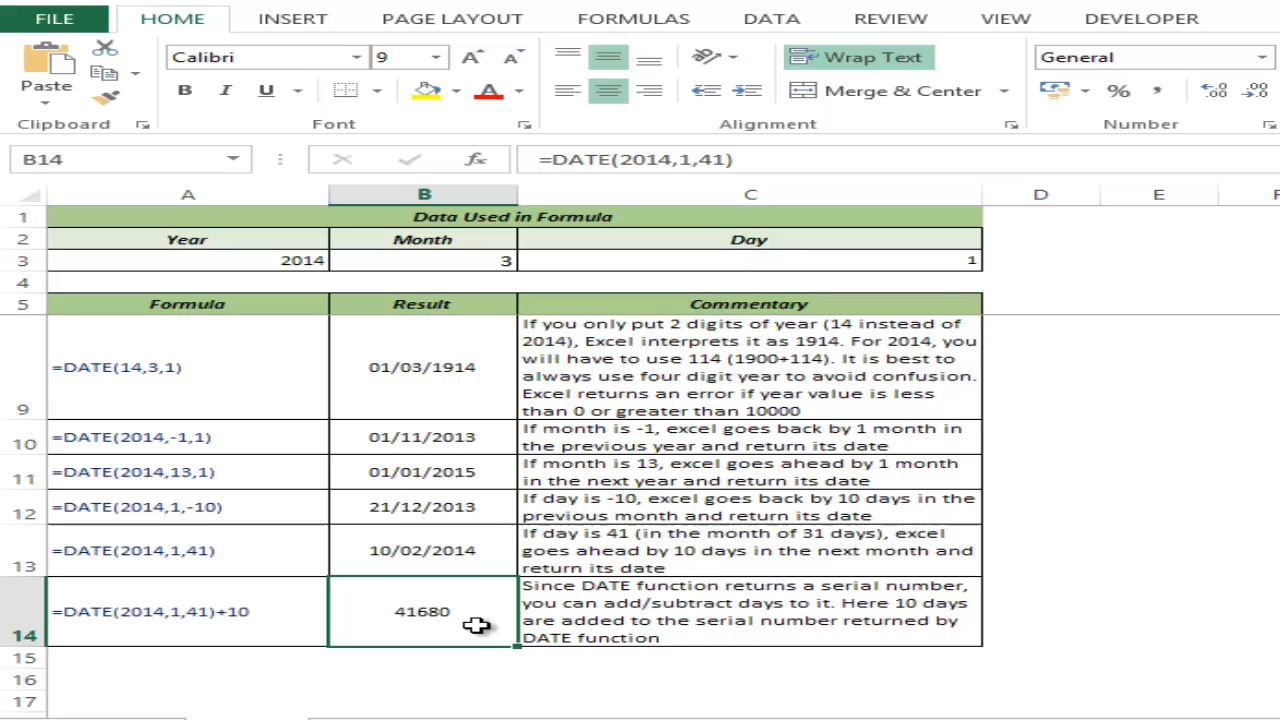 FILE HOME INSERT PAGE LAYOUT FORMULAS DATA REVIEW VIEW DEVELOPER
Calibri 9 Wrap Text General
Paste B I U A Merge & Center % , .00 .00
Clipboard Font Alignment Number
B14 fx =DATE(2014,1,41)
A B C D E F
1 Data Used in Formula
2 Year Month Day
3 2014 3 1
4
5 Formula Result Commentary
If you only put 2 digits of year (14 instead of
2014), Excel interprets it as 1914. For 2014, you
will have to use 114 (1900+114). It is best to
=DATE(14,3,1) 01/03/1914
always use four digit year to avoid confusion.
Excel returns an error if year value is less
9 than 0 or greater than 10000
10 =DATE(2014,-1,1) 01/11/2013 If month is -1, excel goes back by 1 month in
the previous year and return its date
11 =DATE(2014,13,1) 01/01/2015 If month is 13, excel goes ahead by 1 month
in the next year and return its date
12 =DATE(2014,1,-10) 21/12/2013 If day is -10, excel goes back by 10 days in the
previous month and return its date
If day is 41 (in the month of 31 days), excel
=DATE(2014,1,41) 10/02/2014 goes ahead by 10 days in the next month and
13 return its date
Since DATE function returns a serial number,
you can add/subtract days to it. Here 10 days
=DATE(2014,1,41)+10 41680 are added to the serial number returned by
14 DATE function
15
16
17